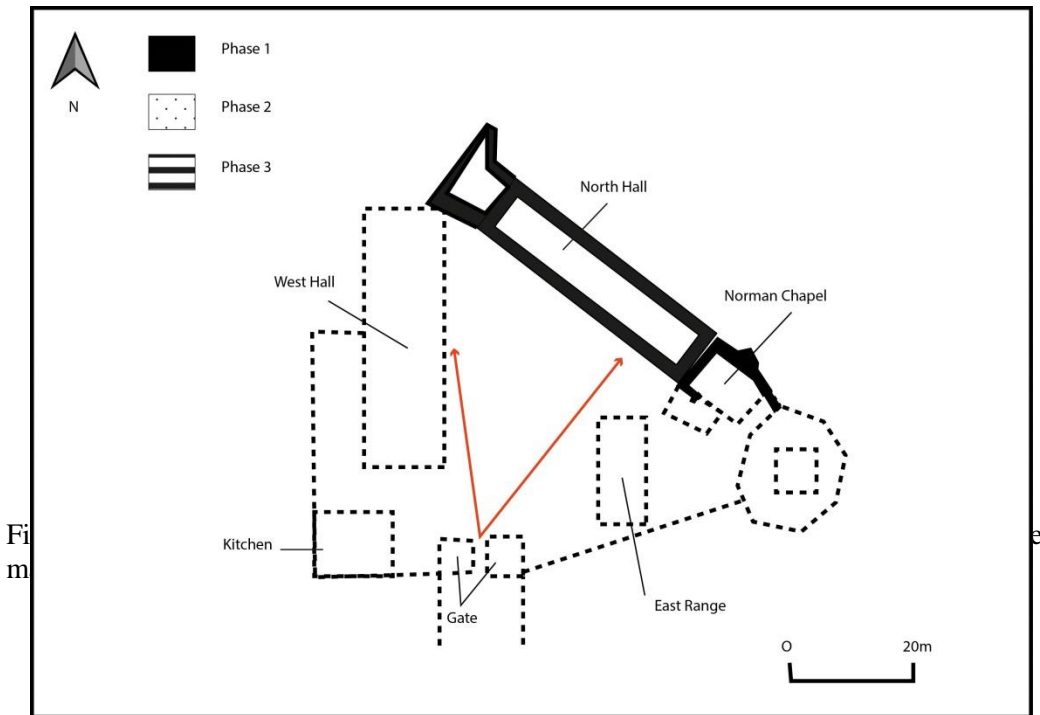 Phase 1
N
Phase 2
Phase 3
North Hall
West Hall
Norman Chapel
Kitchen
Gate
East Range
O
20m